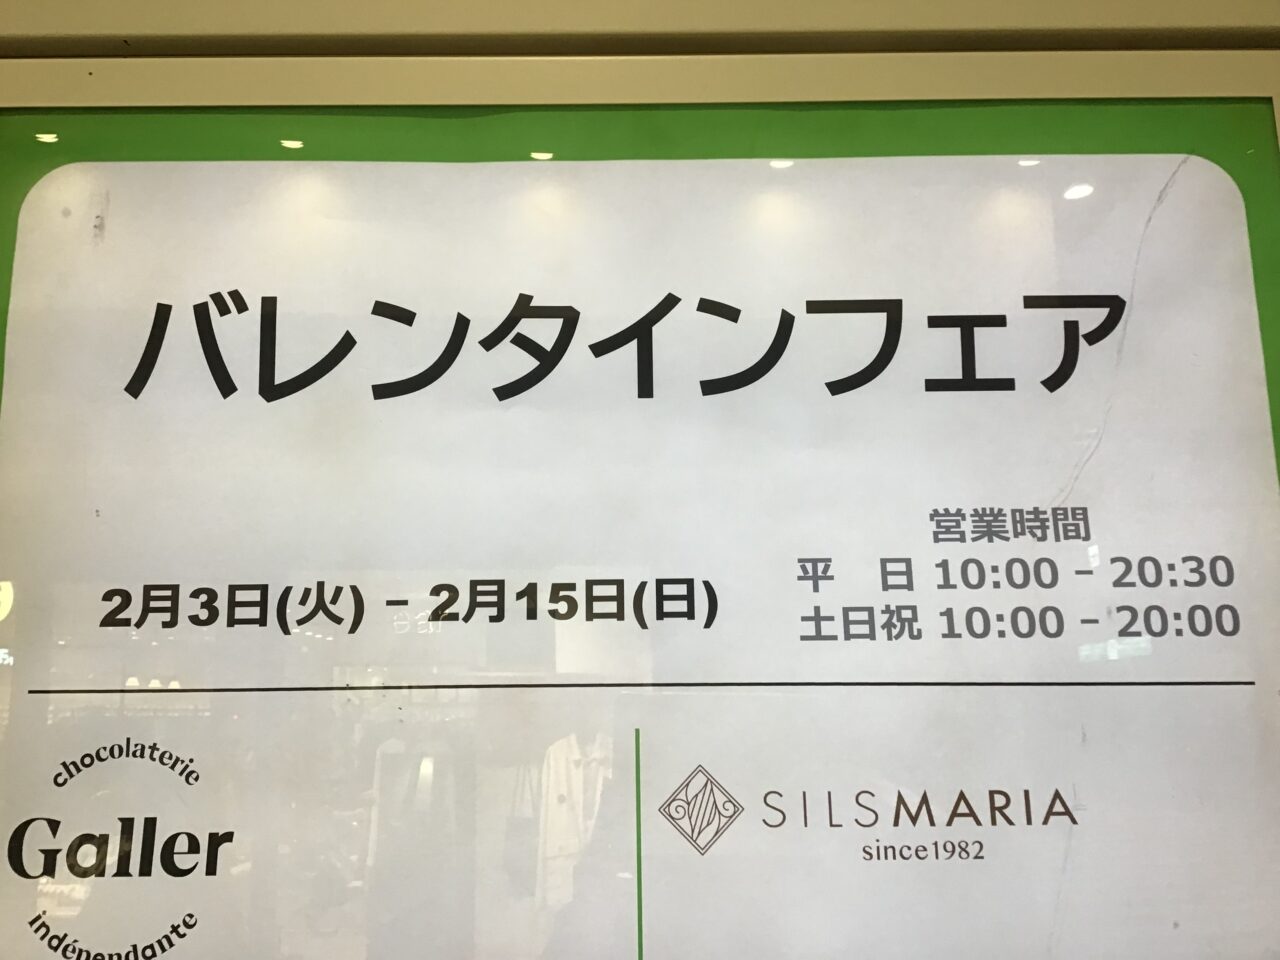 バレンタインフェア
2月3日(火) - 2月15日(日)
営業時間
平　日 10:00 - 20:30
土日祝 10:00 - 20:00
chocolaterie
Galler
indépendante
SILSMARIA
since1982